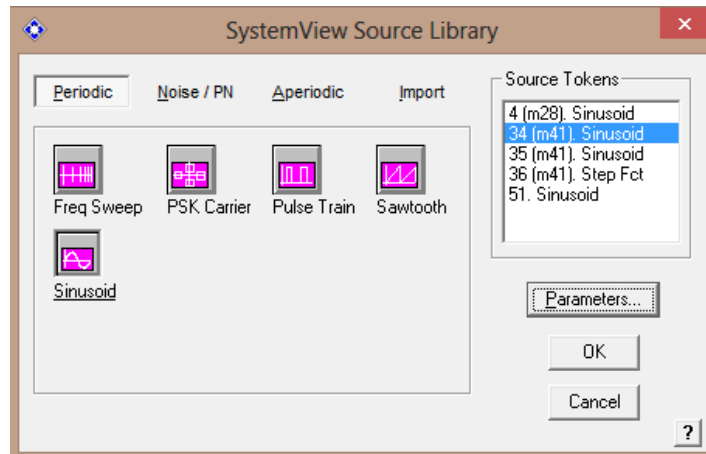 SystemView Source Library
Periodic
Noise / PN
Aperiodic
Import
Freq Sweep
PSK Carrier
Pulse Train
Sawtooth
Sinusoid
Source Tokens
4 (m28). Sinusoid
34 (m41). Sinusoid
35 (m41). Sinusoid
36 (m41). Step Fct
51. Sinusoid
Parameters...
OK
Cancel
?